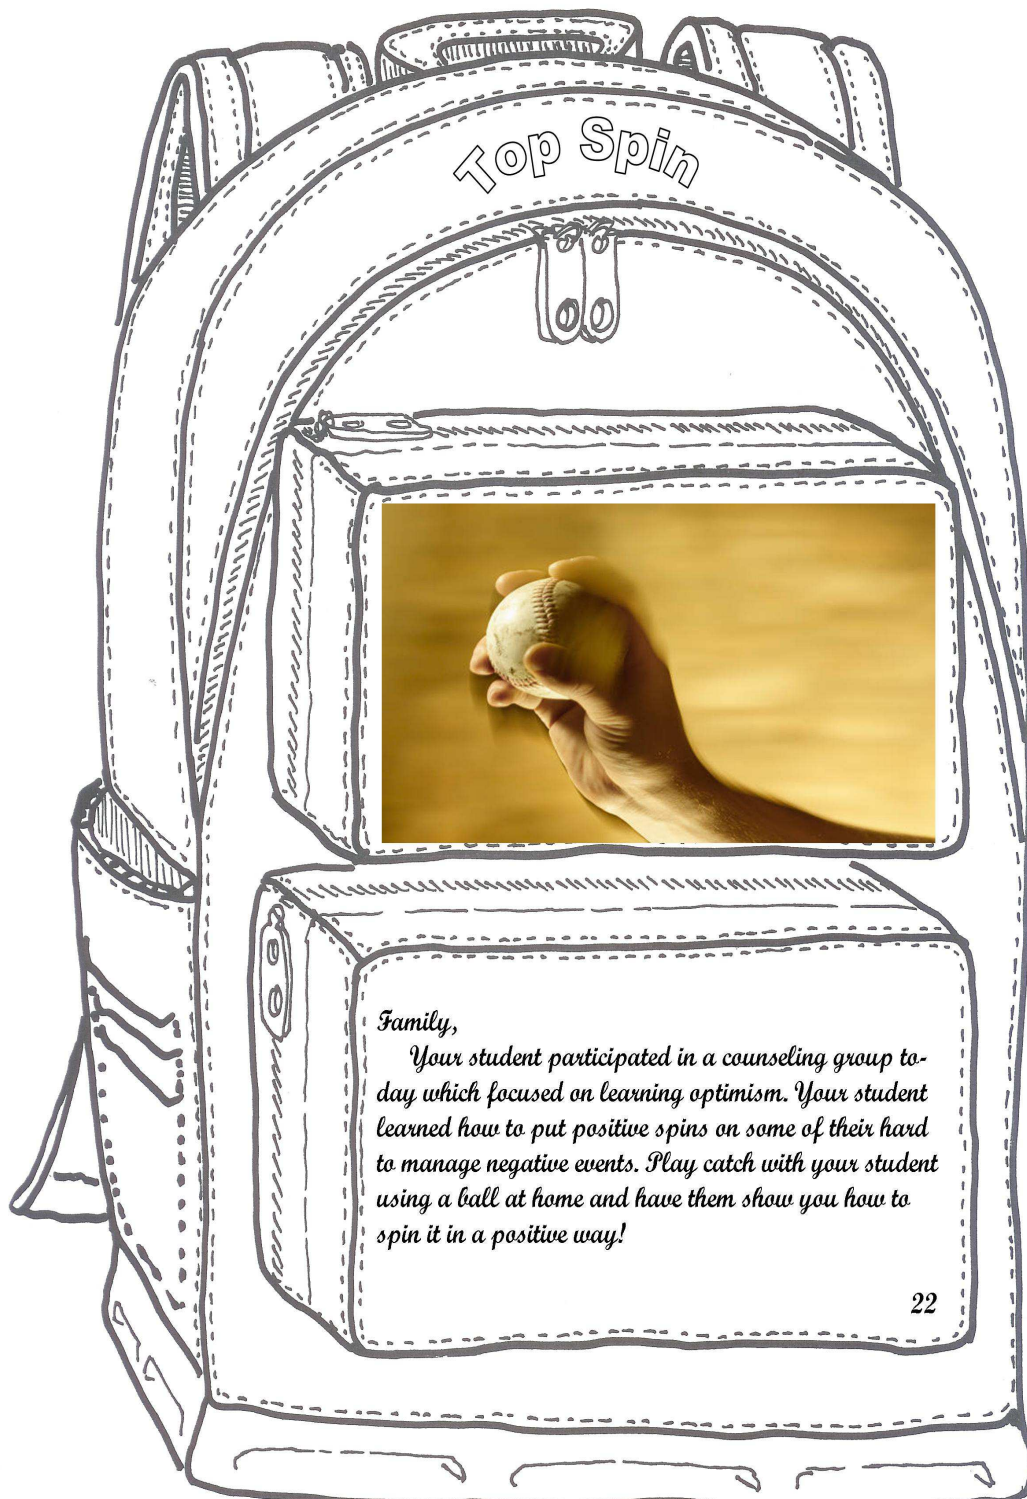 Top Spin
Family,
Your student participated in a counseling group to-
day which focused on learning optimism. Your student
learned how to put positive spins on some of their hard
to manage negative events. Play catch with your student
using a ball at home and have them show you how to
spin it in a positive way!
22